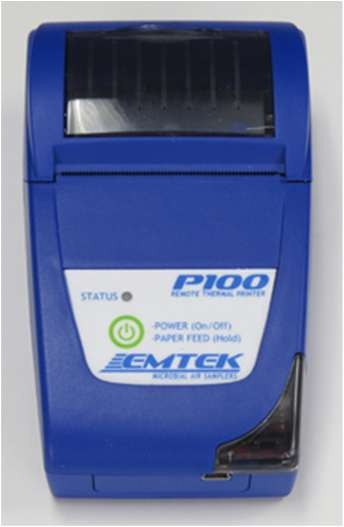 P100
REMOTE THERMAL PRINTER
STATUS
-POWER (On/Off)
-PAPER FEED (Hold)
EMTEK
MICROBIAL AIR SAMPLERS